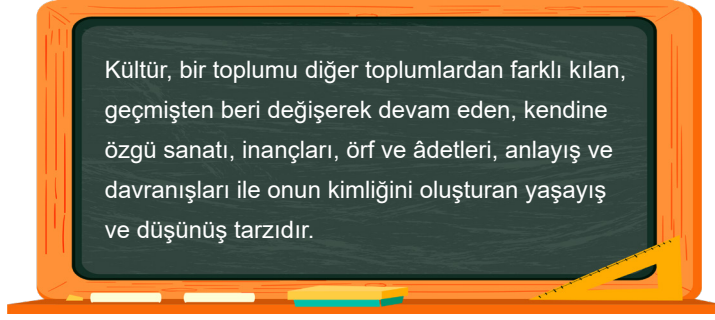 Kültür, bir toplumu diğer toplumlardan farklı kılan,
geçmişten beri değişerek devam eden, kendine
özgü sanatı, inançları, örf ve âdetleri, anlayış ve
davranışları ile onun kimliğini oluşturan yaşayış
ve düşünüş tarzıdır.